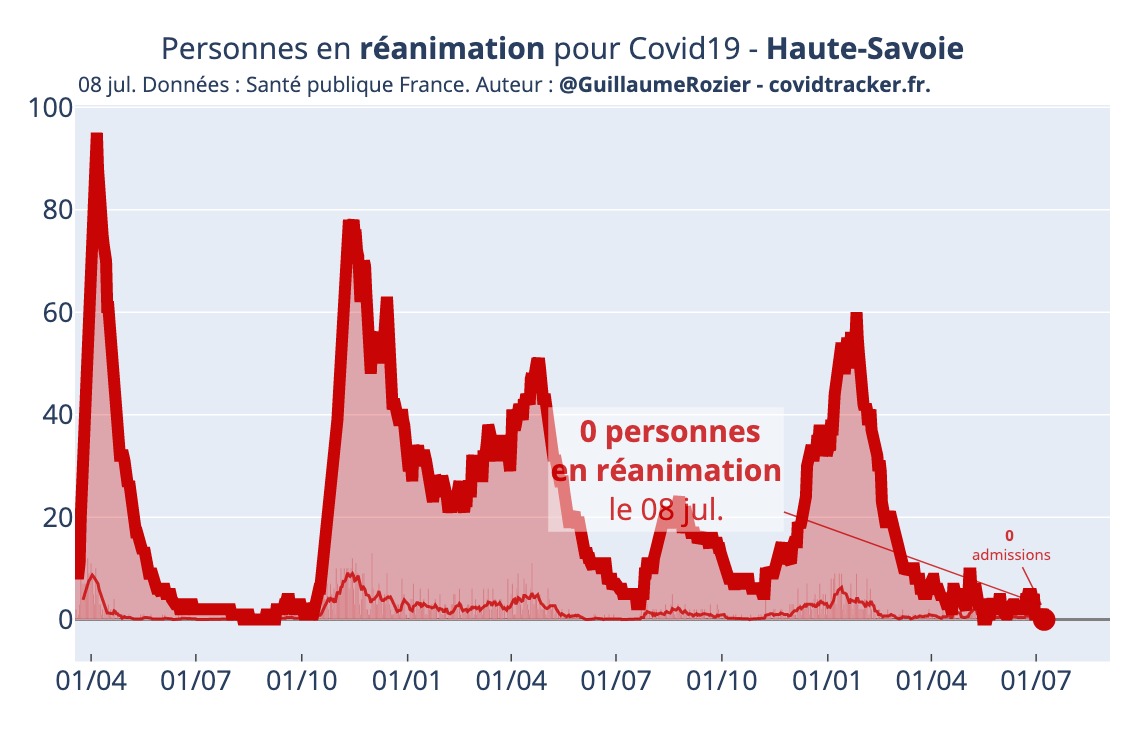 Personnes en réanimation pour Covid19 - Haute-Savoie
08 jul. Données : Santé publique France. Auteur : @GuillaumeRozier - covidtracker.fr.
100
80
60
40
20
0
0 personnes
en réanimation
le 08 jul.
0
admissions
01/04 01/07 01/10 01/01 01/04 01/07 01/10 01/01 01/04 01/07